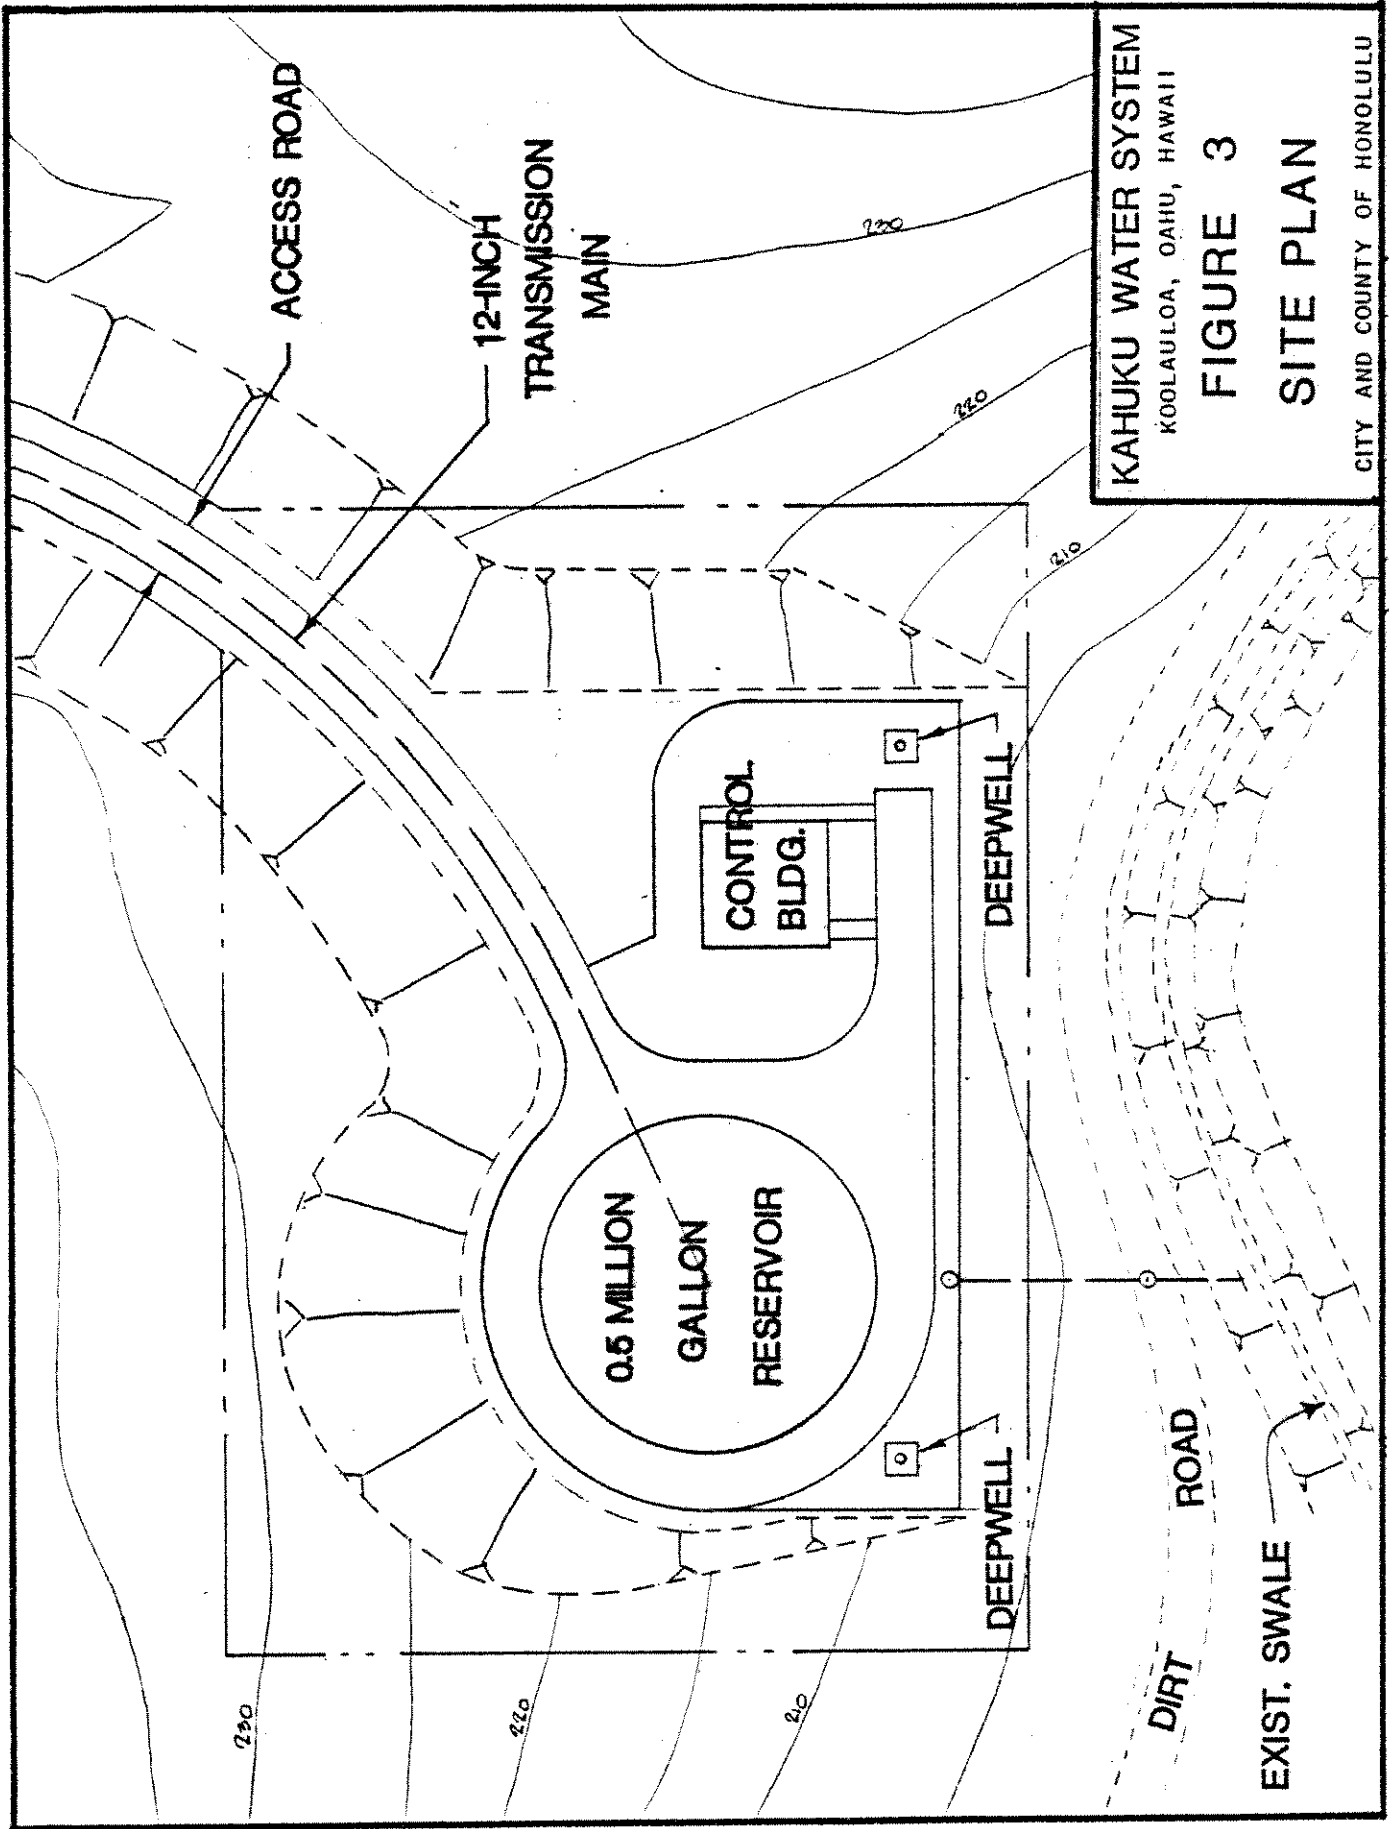 ACCESS ROAD
12-INCH
TRANSMISSION
MAIN
230
220
210
CONTROL
BLDG.
DEEPWELL
0.5 MILLION
GALLON
RESERVOIR
DEEPWELL
230
220
210
DIRT ROAD
EXIST. SWALE
KAHUKU WATER SYSTEM
KOOLAULOA, OAHU, HAWAII
FIGURE 3
SITE PLAN
CITY AND COUNTY OF HONOLULU